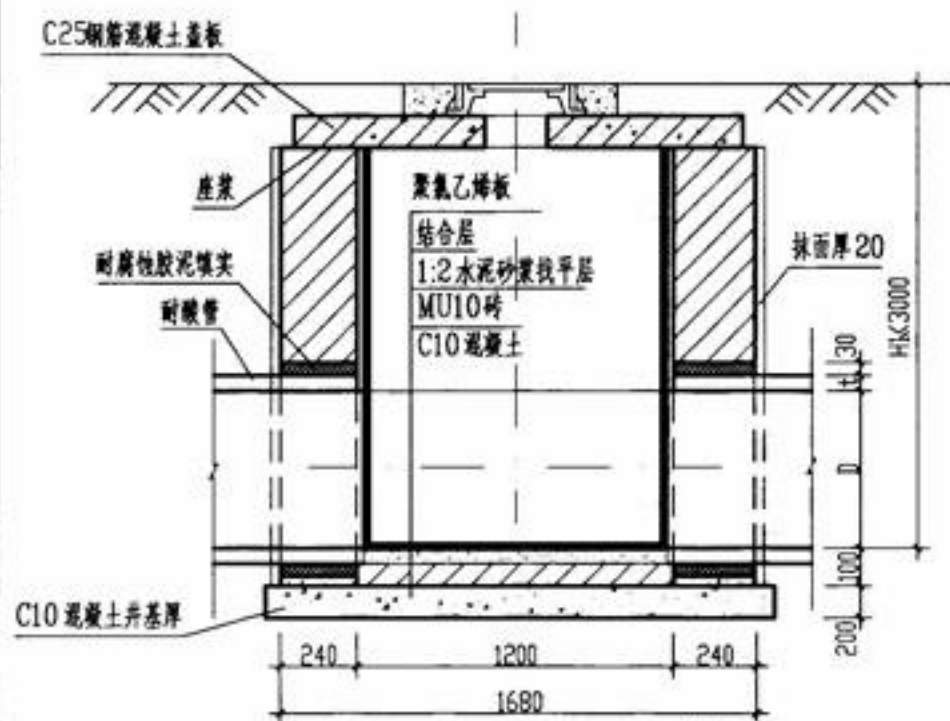 C25钢筋混凝土盖板
座浆
聚氯乙烯板
结合层
1:2水泥砂浆找平层
MU10砖
C10混凝土
耐腐蚀胶泥填实
耐酸管
抹面厚20
H≤3000
30
t
D
100
200
C10混凝土井基厚
240
1200
240
1680